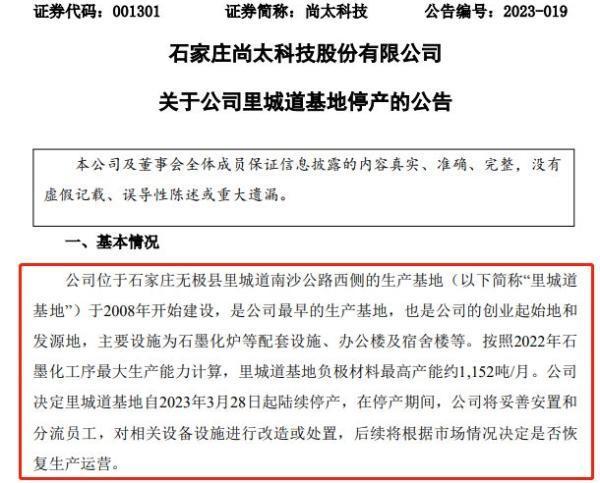 证券代码：001301 证券简称：尚太科技 公告编号：2023-019
石家庄尚太科技股份有限公司
关于公司里城道基地停产的公告
本公司及董事会全体成员保证信息披露的内容真实、准确、完整，没有
虚假记载、误导性陈述或重大遗漏。
一、基本情况
公司位于石家庄无极县里城道南沙公路西侧的生产基地（以下简称“里城道
基地”）于2008年开始建设，是公司最早的生产基地，也是公司的创业起始地和
发源地，主要设施为石墨化炉等配套设施、办公楼及宿舍楼等。按照2022年石
墨化工序最大生产能力计算，里城道基地负极材料最高产能约1,152吨/月。公司
决定里城道基地自2023年3月28日起陆续停产，在停产期间，公司将妥善安置和
分流员工，对相关设备设施进行改造或处置，后续将根据市场情况决定是否恢
复生产运营。